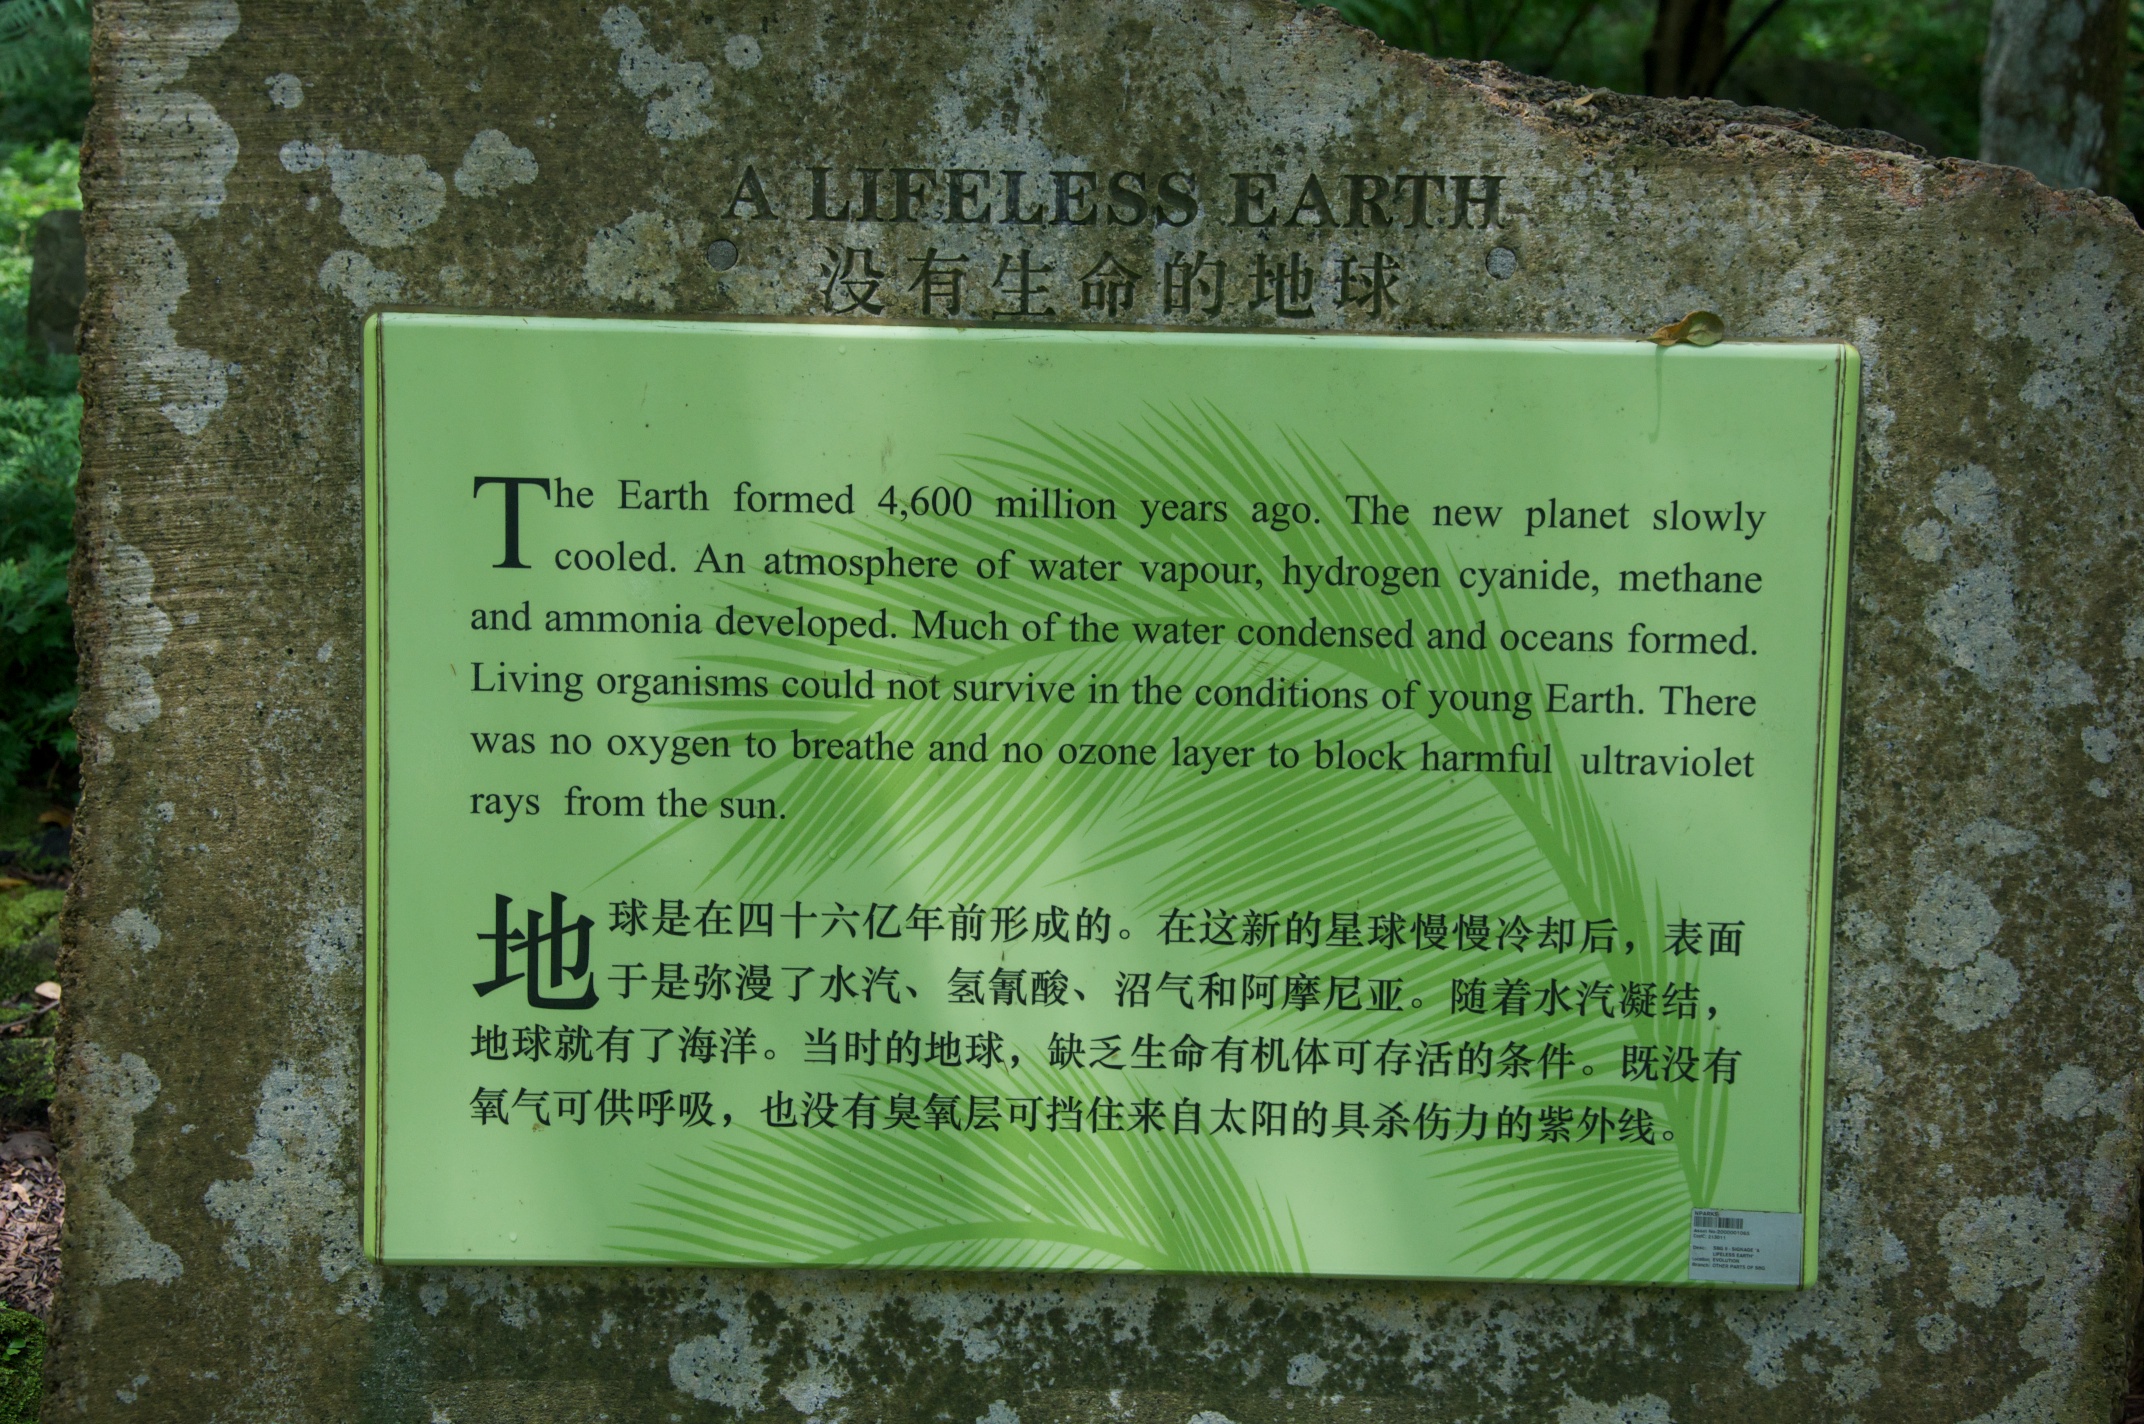 A LIFELESS EARTH
没有生命的地球
The Earth formed 4,600 million years ago. The new planet slowly
cooled. An atmosphere of water vapour, hydrogen cyanide, methane
and ammonia developed. Much of the water condensed and oceans formed.
Living organisms could not survive in the conditions of young Earth. There
was no oxygen to breathe and no ozone layer to block harmful ultraviolet
rays from the sun.
地球是在四十六亿年前形成的。在这新的星球慢慢冷却后，表面
于是弥漫了水汽、氢氰酸、沼气和阿摩尼亚。随着水汽凝结，
地球就有了海洋。当时的地球，缺乏生命有机体可存活的条件。既没有
氧气可供呼吸，也没有臭氧层可挡住来自太阳的具杀伤力的紫外线。
NPARKS
LIFELESS EARTH'
EVOLUTION
OTHER PARTS OF SBG